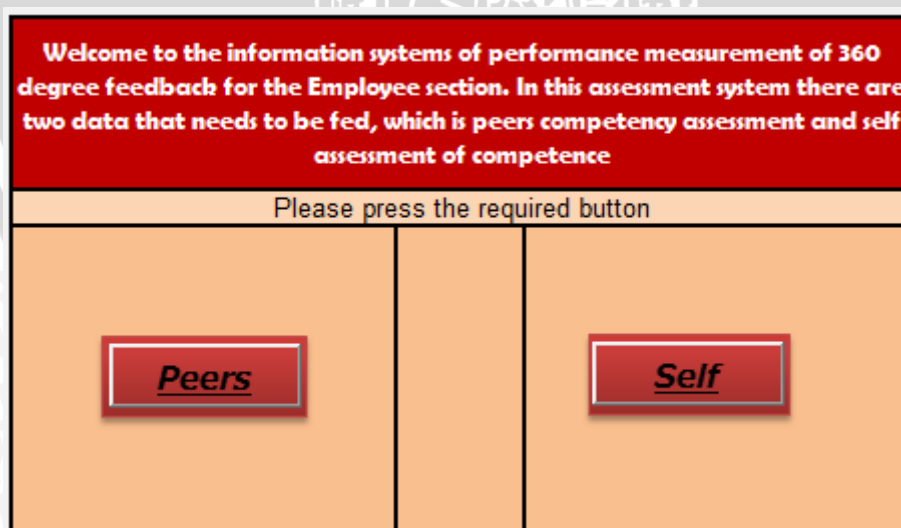 Welcome to the information systems of performance measurement of 360
degree feedback for the Employee section. In this assessment system there are
two data that needs to be fed, which is peers competency assessment and self
assessment of competence
Please press the required button
Peers
Self